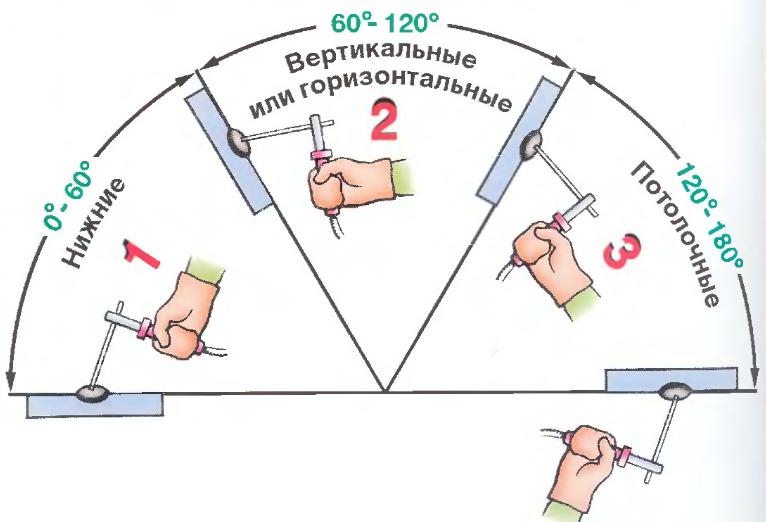 60°- 120°
Вертикальные
или горизонтальные
2
0°- 60°
Нижние
1
120°- 180°
Потолочные
3